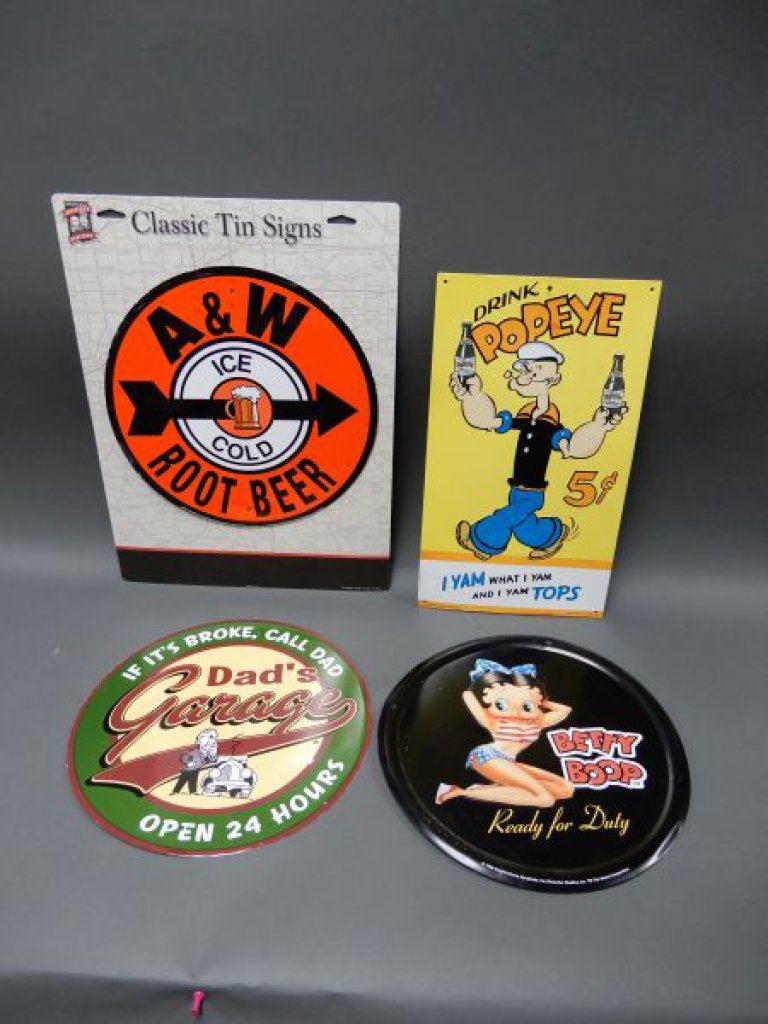 Classic Tin Signs
A & W
ICE
COLD
ROOT BEER
DRINK
POPEYE
5¢
I YAM WHAT I YAM
AND I YAM TOPS
IF IT'S BROKE, CALL DAD
Dad's
Garage
OPEN 24 HOURS
BETTY
BOOP
Ready for Duty